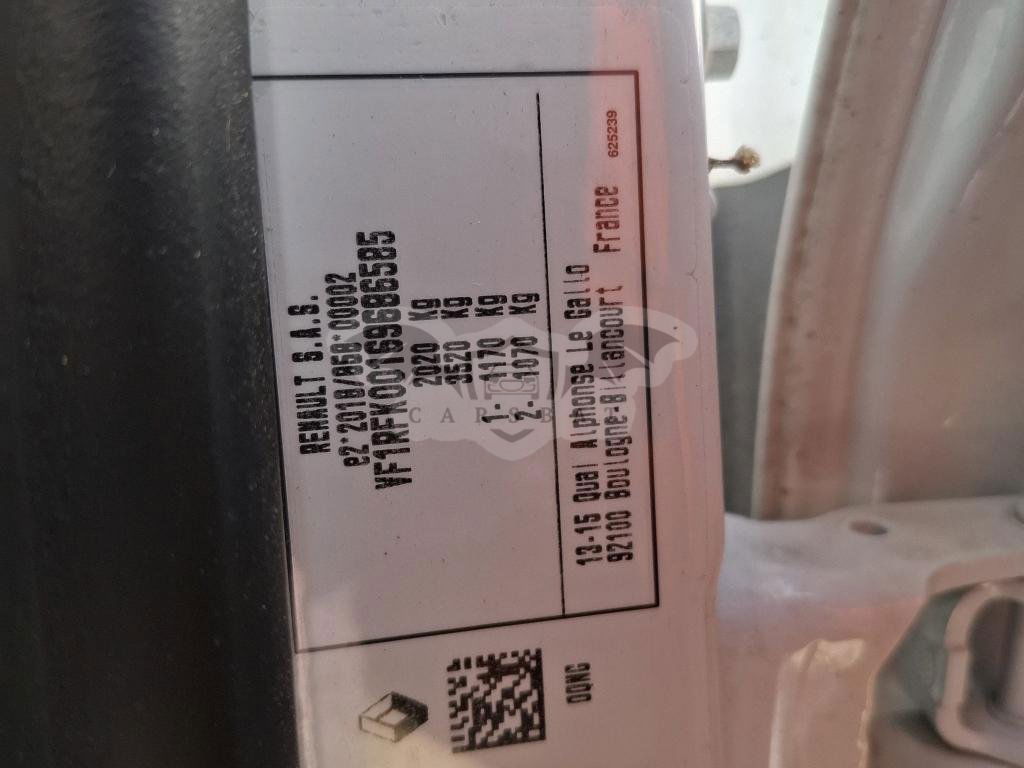 RENAULT S.A.S.
e2*2018/858*00002
VF1RFK00169686585
2020 Kg
3520 Kg
1- 1170 Kg
2- 1070 Kg
13-15 Quai Alphonse Le Gallo
92100 Boulogne-Billancourt France
625239
CARSB